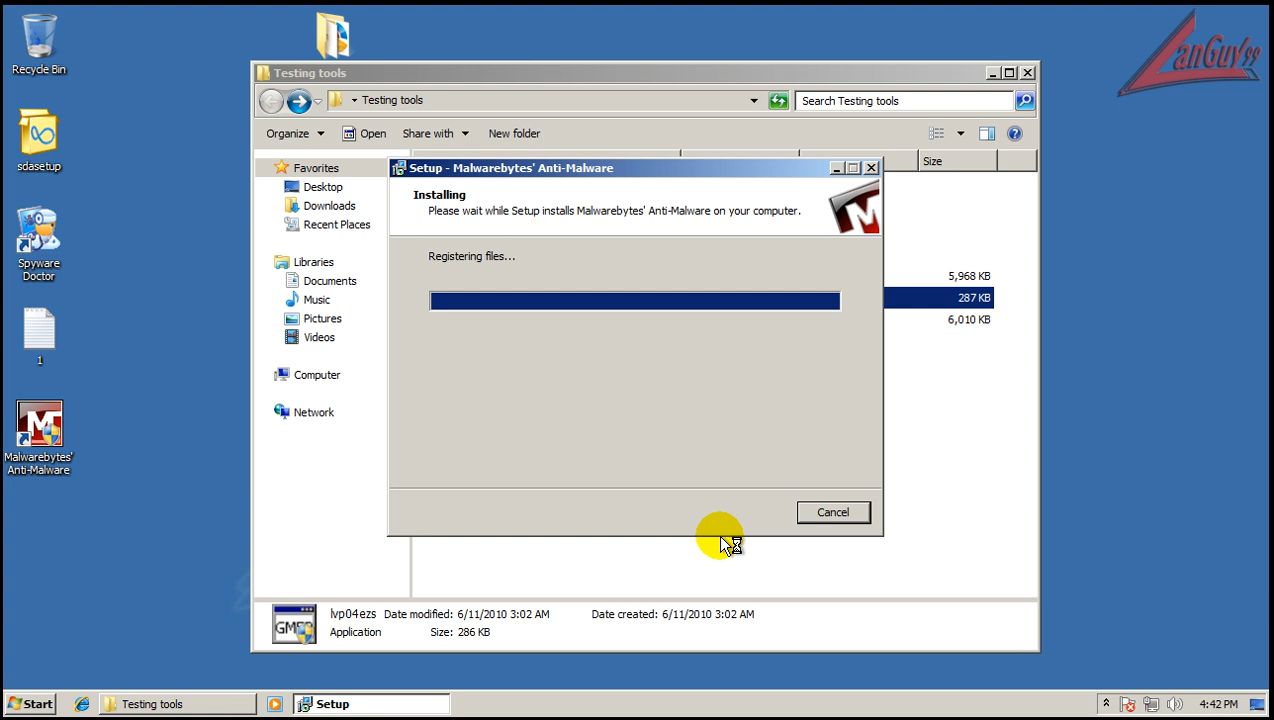 Recycle Bin
sdasetup
Spyware
Doctor
1
Malwarebytes'
Anti-Malware
anGuy99
Testing tools
Testing tools
Search Testing tools
Organize
Open
Share with
New folder
Size
Favorites
Desktop
Downloads
Recent Places
Libraries
Documents
Music
Pictures
Videos
Computer
Network
5,968 KB
287 KB
6,010 KB
Setup - Malwarebytes' Anti-Malware
Installing
Please wait while Setup installs Malwarebytes' Anti-Malware on your computer.
Registering files...
Cancel
GMER
lvp04ezs Date modified: 6/11/2010 3:02 AM Date created: 6/11/2010 3:02 AM
Application Size: 286 KB
Start
Testing tools
Setup
4:42 PM